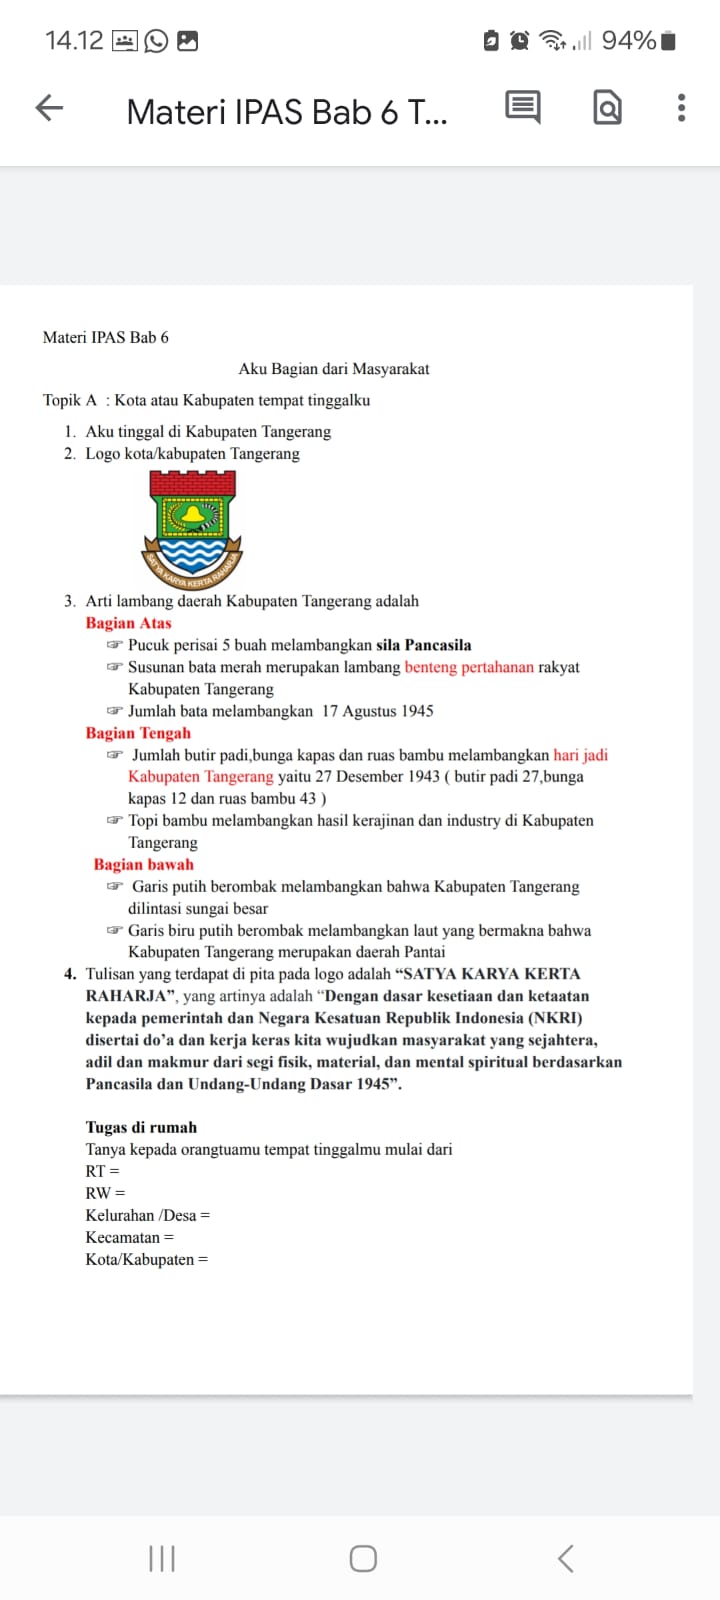 14.12
94%
Materi IPAS Bab 6 T...
Materi IPAS Bab 6
Aku Bagian dari Masyarakat
Topik A : Kota atau Kabupaten tempat tinggalku
1. Aku tinggal di Kabupaten Tangerang
2. Logo kota/kabupaten Tangerang
SATYA KARYA KERTA RAHARJA
3. Arti lambang daerah Kabupaten Tangerang adalah
Bagian Atas
☞ Pucuk perisai 5 buah melambangkan sila Pancasila
☞ Susunan bata merah merupakan lambang benteng pertahanan rakyat
Kabupaten Tangerang
☞ Jumlah bata melambangkan 17 Agustus 1945
Bagian Tengah
☞ Jumlah butir padi,bunga kapas dan ruas bambu melambangkan hari jadi
Kabupaten Tangerang yaitu 27 Desember 1943 ( butir padi 27,bunga
kapas 12 dan ruas bambu 43 )
☞ Topi bambu melambangkan hasil kerajinan dan industry di Kabupaten
Tangerang
Bagian bawah
☞ Garis putih berombak melambangkan bahwa Kabupaten Tangerang
dilintasi sungai besar
☞ Garis biru putih berombak melambangkan laut yang bermakna bahwa
Kabupaten Tangerang merupakan daerah Pantai
4. Tulisan yang terdapat di pita pada logo adalah “SATYA KARYA KERTA
RAHARJA”, yang artinya adalah “Dengan dasar kesetiaan dan ketaatan
kepada pemerintah dan Negara Kesatuan Republik Indonesia (NKRI)
disertai do’a dan kerja keras kita wujudkan masyarakat yang sejahtera,
adil dan makmur dari segi fisik, material, dan mental spiritual berdasarkan
Pancasila dan Undang-Undang Dasar 1945”.
Tugas di rumah
Tanya kepada orangtuamu tempat tinggalmu mulai dari
RT =
RW =
Kelurahan /Desa =
Kecamatan =
Kota/Kabupaten =